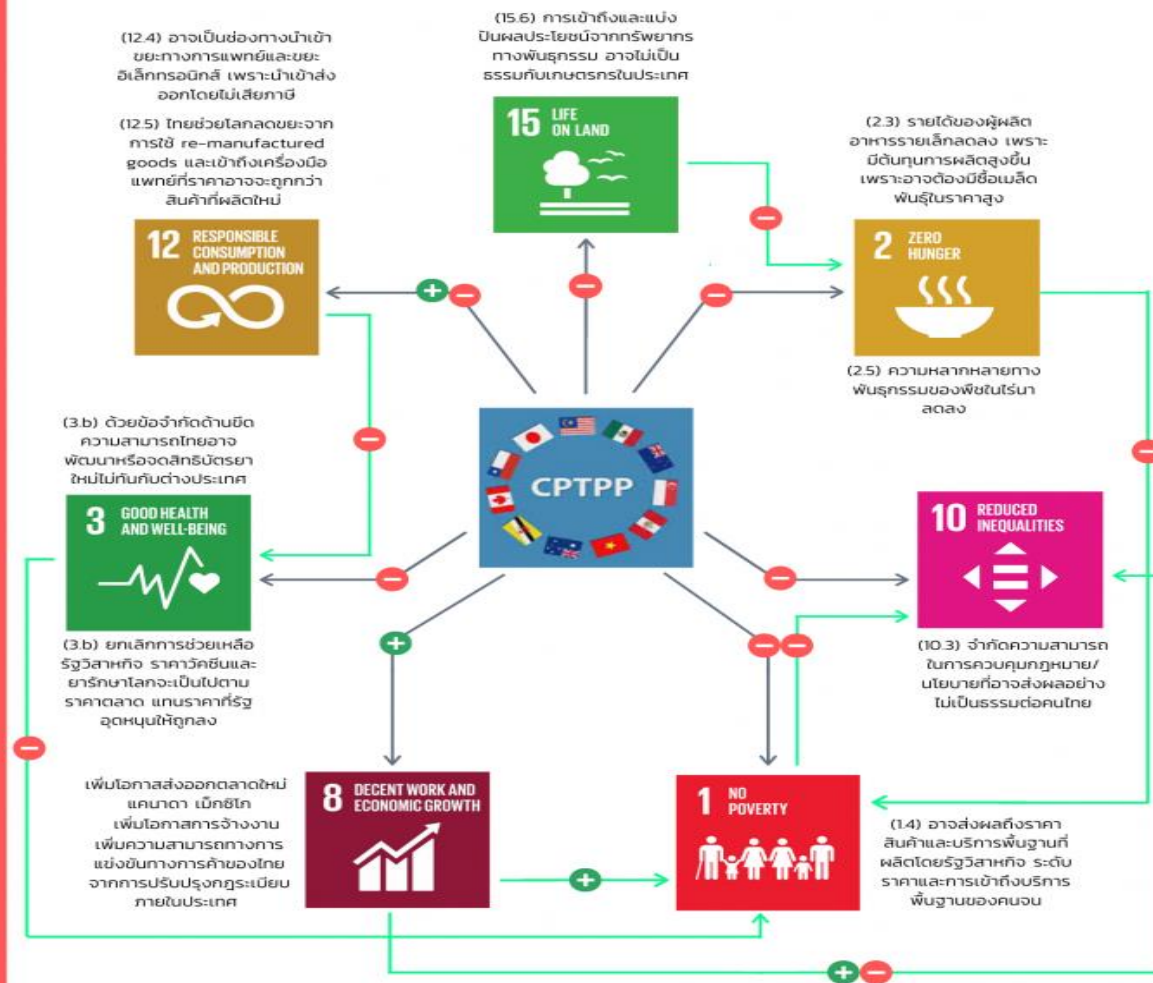 (12.4) อาจเป็นช่องทางนำเข้า
ขยะทางการแพทย์และขยะ
อิเล็กทรอนิกส์ เพราะนำเข้าส่ง
ออกโดยไม่เสียภาษี
(12.5) ไทยช่วยโลกลดขยะจาก
การใช้ re-manufactured
goods และเข้าถึงเครื่องมือ
แพทย์ที่ราคาอาจจะถูกกว่า
สินค้าที่ผลิตใหม่
12 RESPONSIBLE
CONSUMPTION
AND PRODUCTION
(15.6) การเข้าถึงและแบ่ง
ปันผลประโยชน์จากทรัพยากร
ทางพันธุกรรม อาจไม่เป็น
ธรรมกับเกษตรกรในประเทศ
15 LIFE
ON LAND
(2.3) รายได้ของผู้ผลิต
อาหารรายเล็กลดลง เพราะ
มีต้นทุนการผลิตสูงขึ้น
เพราะอาจต้องมีซื้อเมล็ด
พันธุ์ในราคาสูง
2 ZERO
HUNGER
(2.5) ความหลากหลายทาง
พันธุกรรมของพืชในไร่นา
ลดลง
CPTPP
(3.b) ด้วยข้อจำกัดด้านขีด
ความสามารถไทยอาจ
พัฒนาหรือจดสิทธิบัตรยา
ใหม่ไม่ทันกับต่างประเทศ
3 GOOD HEALTH
AND WELL-BEING
(3.b) ยกเลิกการช่วยเหลือ
รัฐวิสาหกิจ ราคาวัคซีนและ
ยารักษาโลกจะเป็นไปตาม
ราคาตลาด แทนราคาที่รัฐ
อุดหนุนให้ถูกลง
10 REDUCED
INEQUALITIES
(10.3) จำกัดความสามารถ
ในการควบคุมกฎหมาย/
นโยบายที่อาจส่งผลอย่าง
ไม่เป็นธรรมต่อคนไทย
เพิ่มโอกาสส่งออกตลาดใหม่
แคนาดา เม็กซิโก
เพิ่มโอกาสการจ้างงาน
เพิ่มความสามารถทางการ
แข่งขันทางการค้าของไทย
จากการปรับปรุงกฎระเบียบ
ภายในประเทศ
8 DECENT WORK AND
ECONOMIC GROWTH
1 NO
POVERTY
(1.4) อาจส่งผลถึงราคา
สินค้าและบริการพื้นฐานที่
ผลิตโดยรัฐวิสาหกิจ ระดับ
ราคาและการเข้าถึงบริการ
พื้นฐานของคนจน